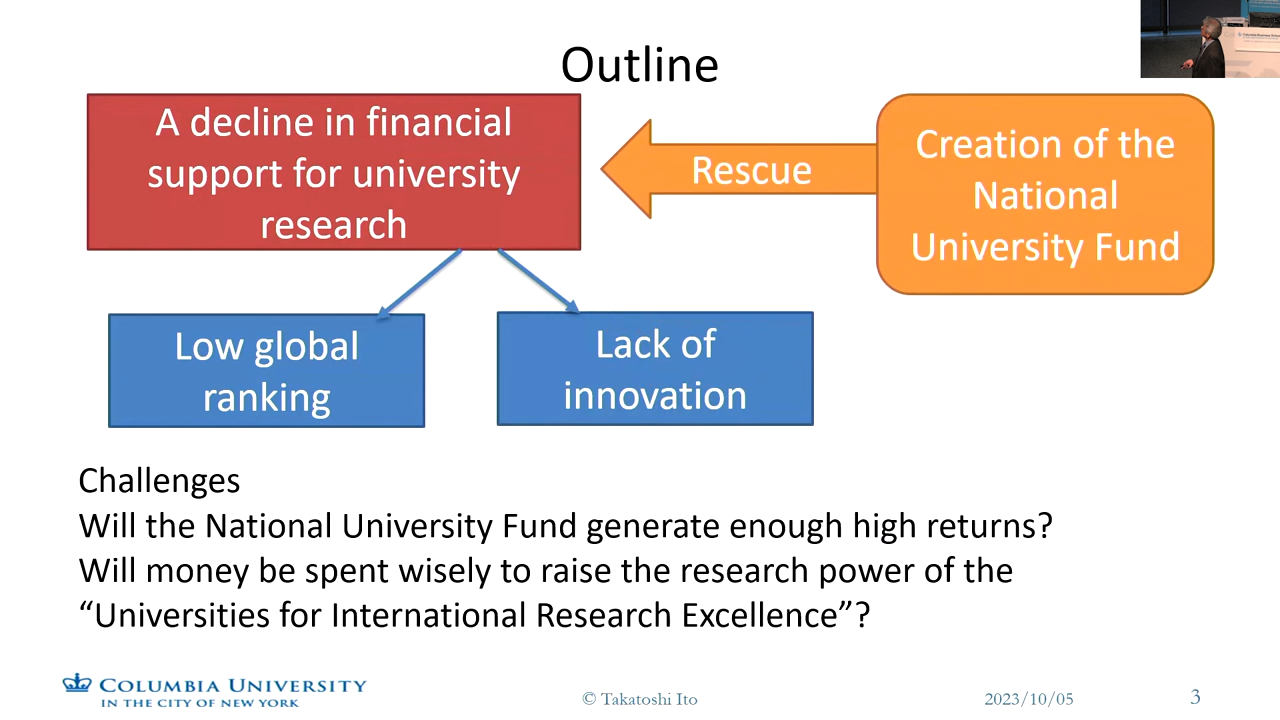 Outline
A decline in financial
support for university
research
Rescue
Creation of the
National
University Fund
Low global
ranking
Lack of
innovation
Challenges
Will the National University Fund generate enough high returns?
Will money be spent wisely to raise the research power of the
“Universities for International Research Excellence”?
COLUMBIA UNIVERSITY
IN THE CITY OF NEW YORK
© Takatoshi Ito
2023/10/05
3